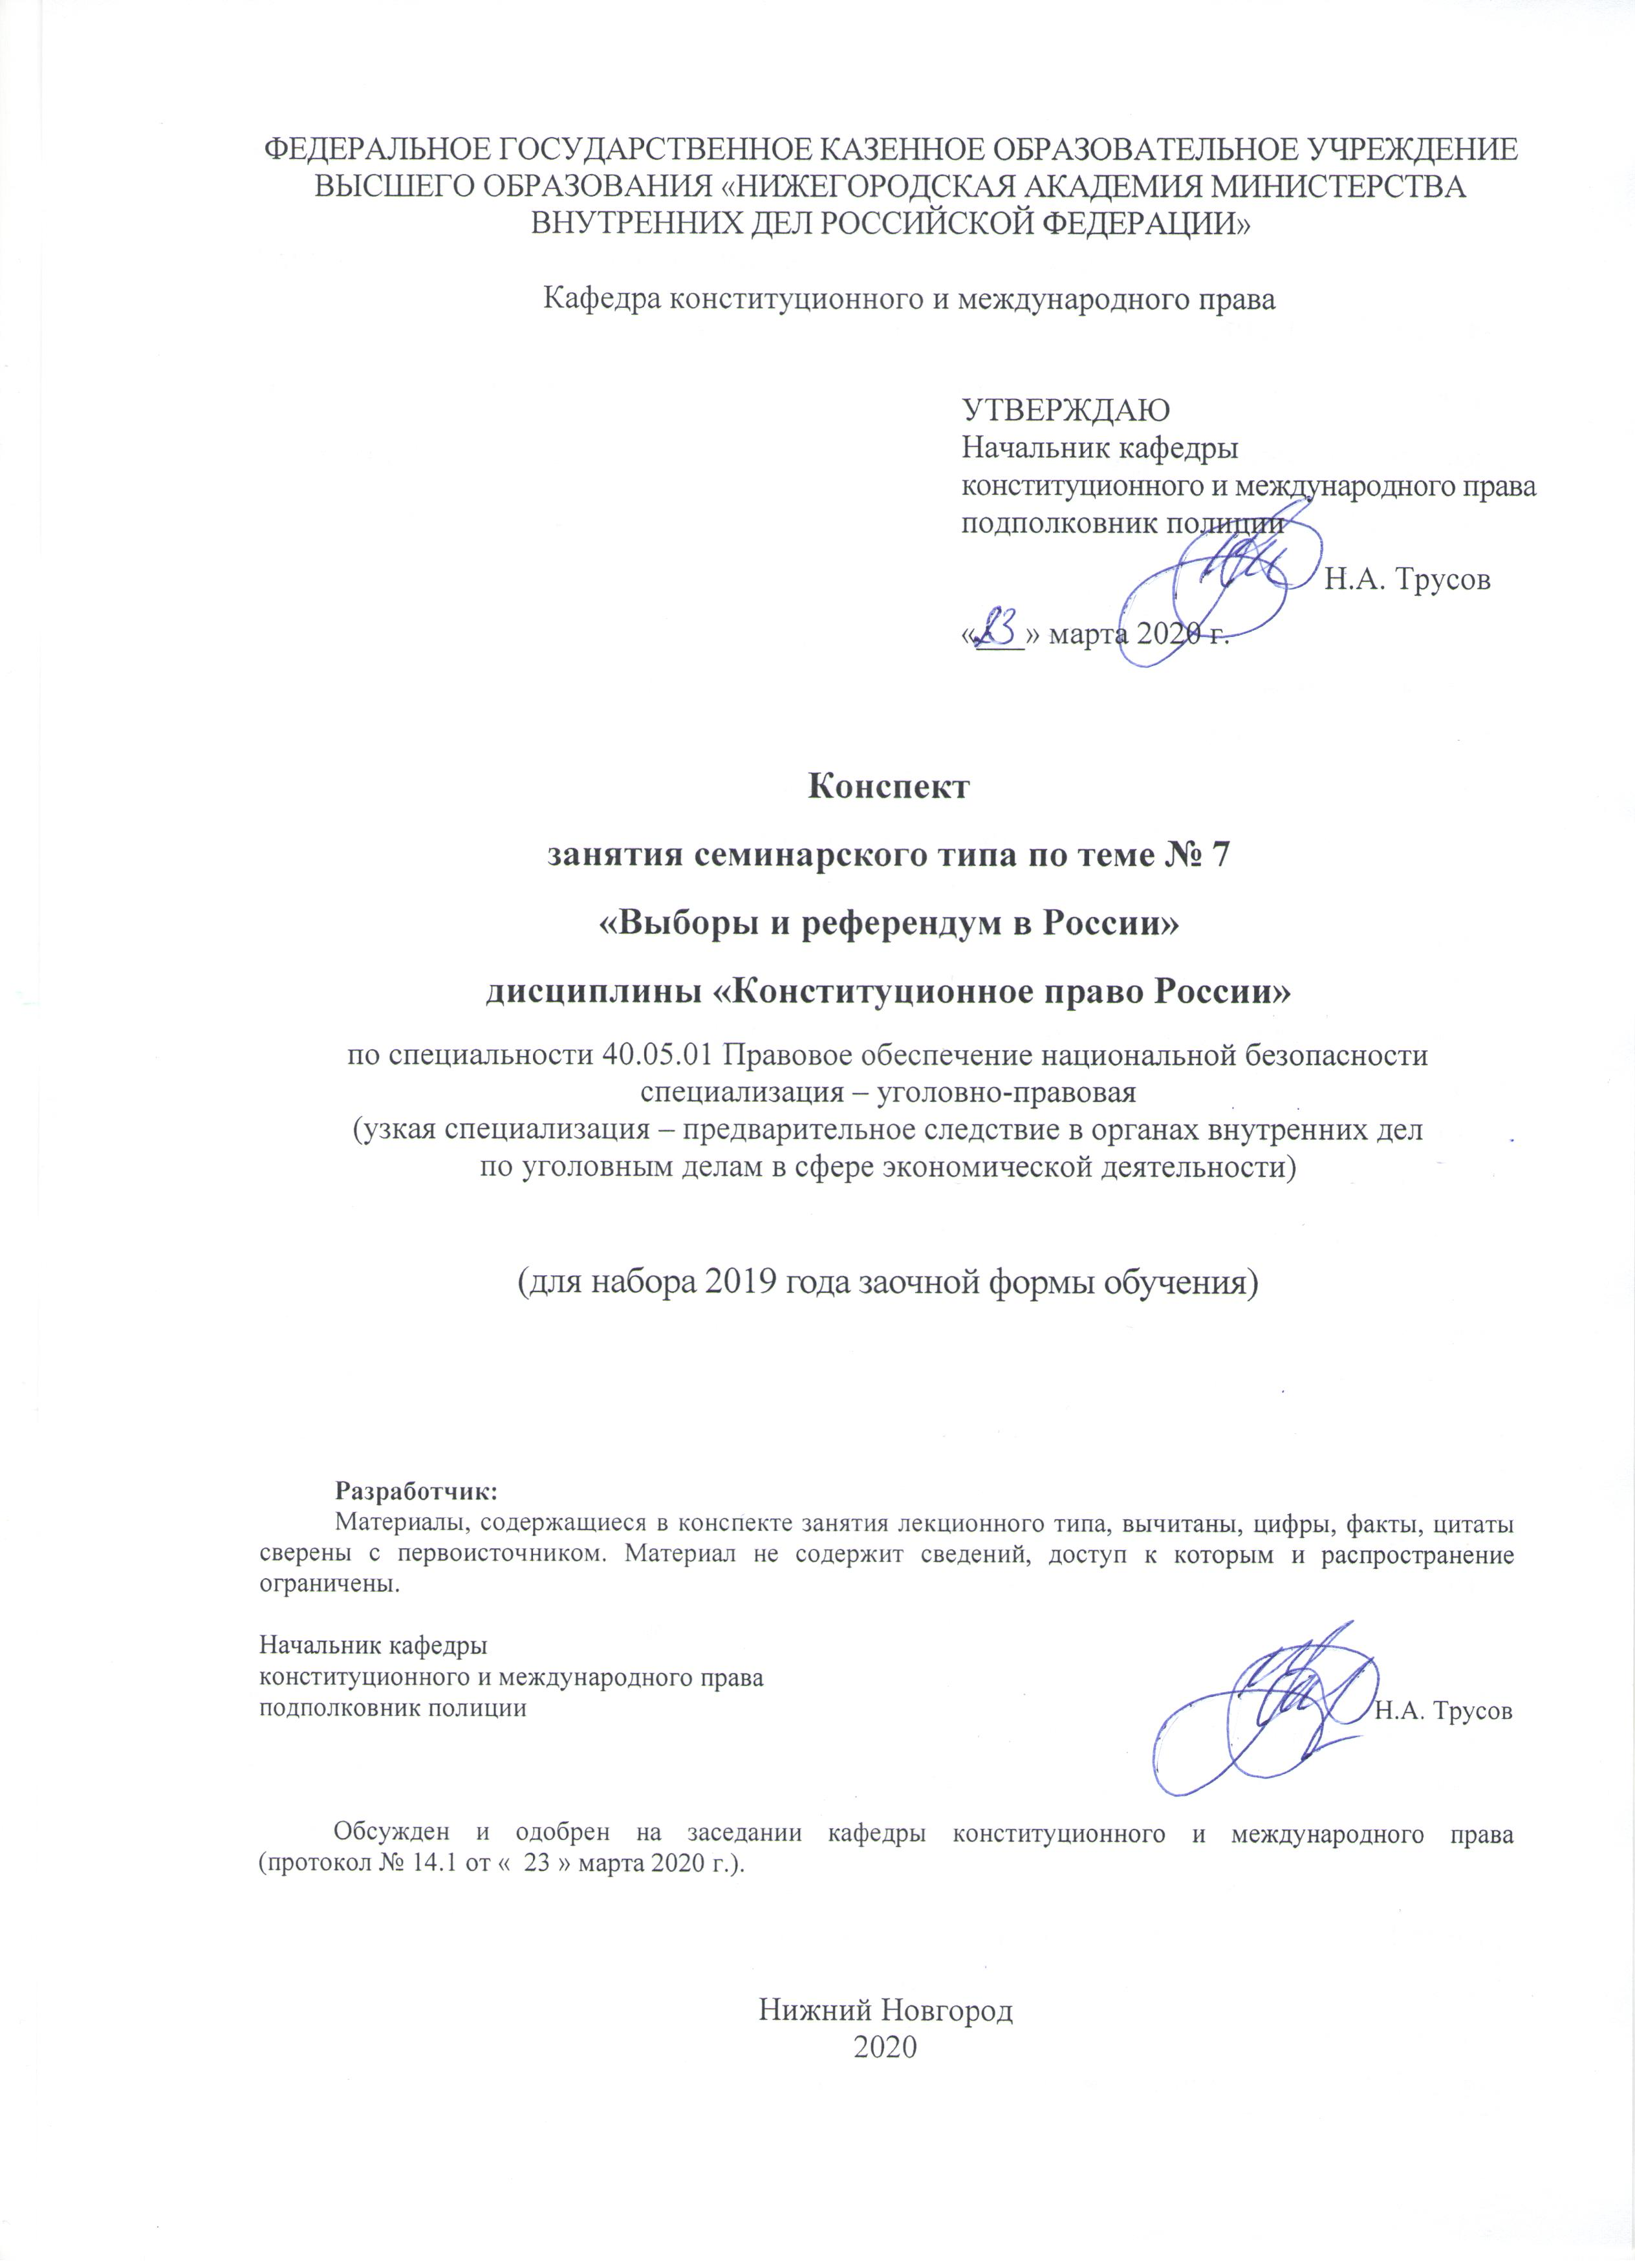 ФЕДЕРАЛЬНОЕ ГОСУДАРСТВЕННОЕ КАЗЕННОЕ ОБРАЗОВАТЕЛЬНОЕ УЧРЕЖДЕНИЕ
ВЫСШЕГО ОБРАЗОВАНИЯ «НИЖЕГОРОДСКАЯ АКАДЕМИЯ МИНИСТЕРСТВА
ВНУТРЕННИХ ДЕЛ РОССИЙСКОЙ ФЕДЕРАЦИИ»
Кафедра конституционного и международного права
УТВЕРЖДАЮ
Начальник кафедры
конституционного и международного права
подполковник полиции
Н.А. Трусов
«23» марта 2020 г.
Конспект
занятия семинарского типа по теме № 7
«Выборы и референдум в России»
дисциплины «Конституционное право России»
по специальности 40.05.01 Правовое обеспечение национальной безопасности
специализация – уголовно-правовая
(узкая специализация – предварительное следствие в органах внутренних дел
по уголовным делам в сфере экономической деятельности)
(для набора 2019 года заочной формы обучения)
Разработчик:
Материалы, содержащиеся в конспекте занятия лекционного типа, вычитаны, цифры, факты, цитаты
сверены с первоисточником. Материал не содержит сведений, доступ к которым и распространение
ограничены.
Начальник кафедры
конституционного и международного права
подполковник полиции
Н.А. Трусов
Обсужден и одобрен на заседании кафедры конституционного и международного права
(протокол № 14.1 от « 23 » марта 2020 г.).
Нижний Новгород
2020